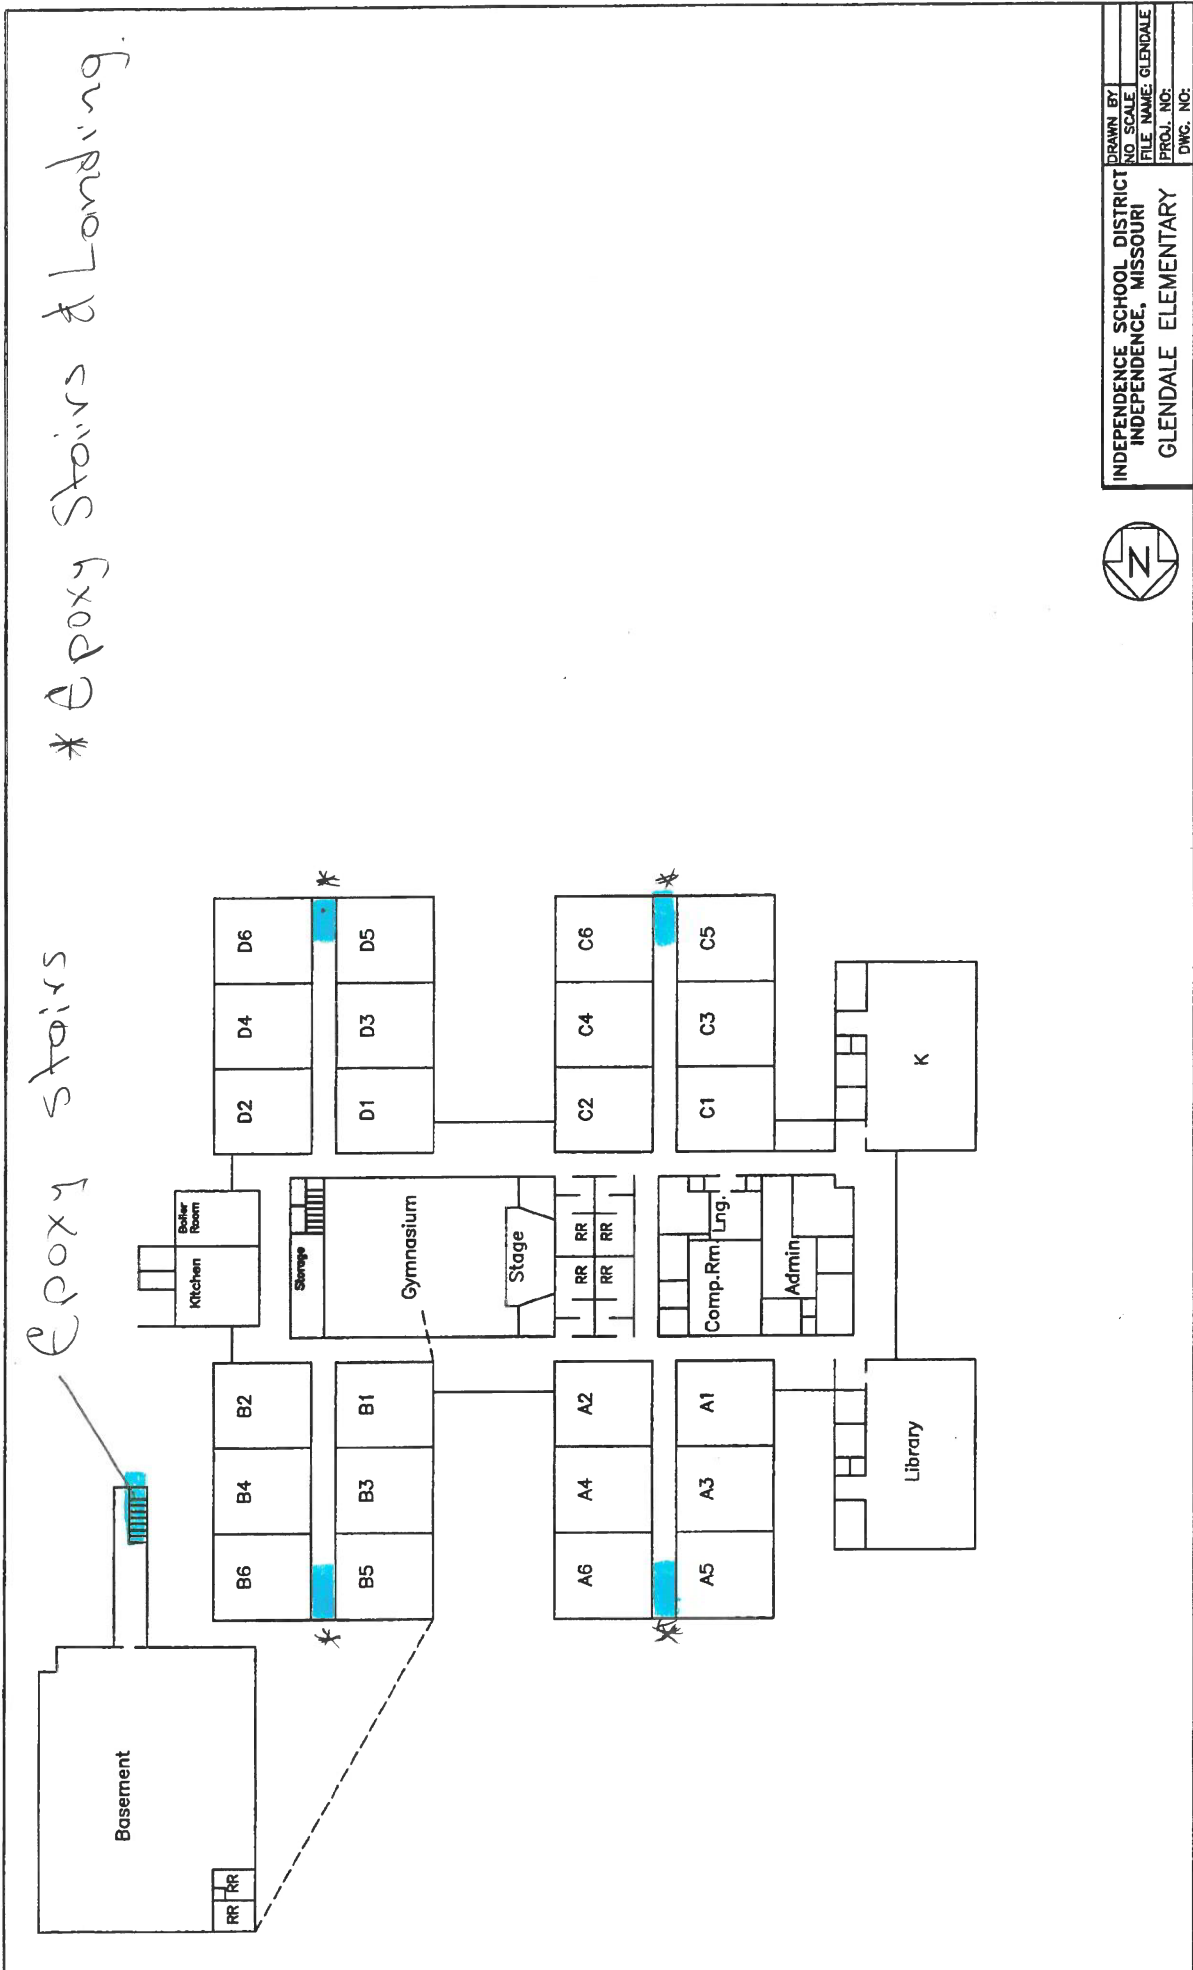 epoxy stairs
* epoxy Stairs & Landing.
Basement
Kitchen
Boiler
Room
RR RR
B6 B4 B2 D2 D4 D6
Storage
* *
B5 B3 B1 D1 D3 D5
Gymnasium
Stage
A6 A4 A2 RR RR C2 C4 C6
RR RR
* *
A5 A3 A1 Comp.Rm. Lng. C1 C3 C5
Admin
Library K
N
INDEPENDENCE SCHOOL DISTRICT
INDEPENDENCE, MISSOURI
GLENDALE ELEMENTARY
DRAWN BY
NO SCALE
FILE NAME: GLENDALE
PROJ. NO:
DWG. NO: